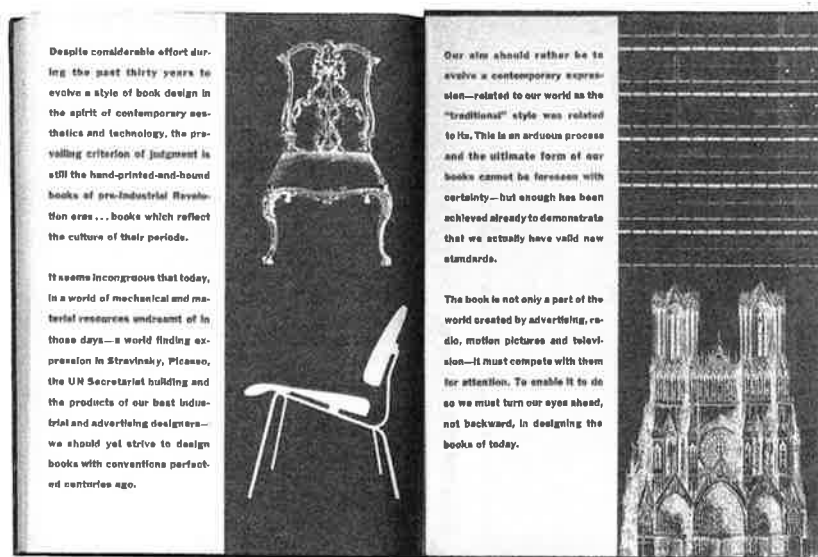 Despite considerable effort dur-
ing the past thirty years to
evolve a style of book design in
the spirit of contemporary aes-
thetics and technology, the pre-
vailing criterion of judgment is
still the hand-printed-and-bound
books of pre-Industrial Revolu-
tion eras...books which reflect
the culture of their periods.
It seems incongruous that today,
in a world of mechanical and ma-
terial resources undreamt of in
those days—a world finding ex-
pression in Stravinsky, Picasso,
the UN Secretariat building and
the products of our best indus-
trial and advertising designers—
we should yet strive to design
books with conventions perfect-
ed centuries ago.
Our aim should rather be to
evolve a contemporary expres-
sion—related to our world as the
"traditional" style was related
to its. This is an arduous process
and the ultimate form of our
books cannot be foreseen with
certainty—but enough has been
achieved already to demonstrate
that we actually have valid new
standards.
The book is not only a part of the
world created by advertising, ra-
dio, motion pictures and televi-
sion—it must compete with them
for attention. To enable it to do
so we must turn our eyes ahead,
not backward, in designing the
books of today.